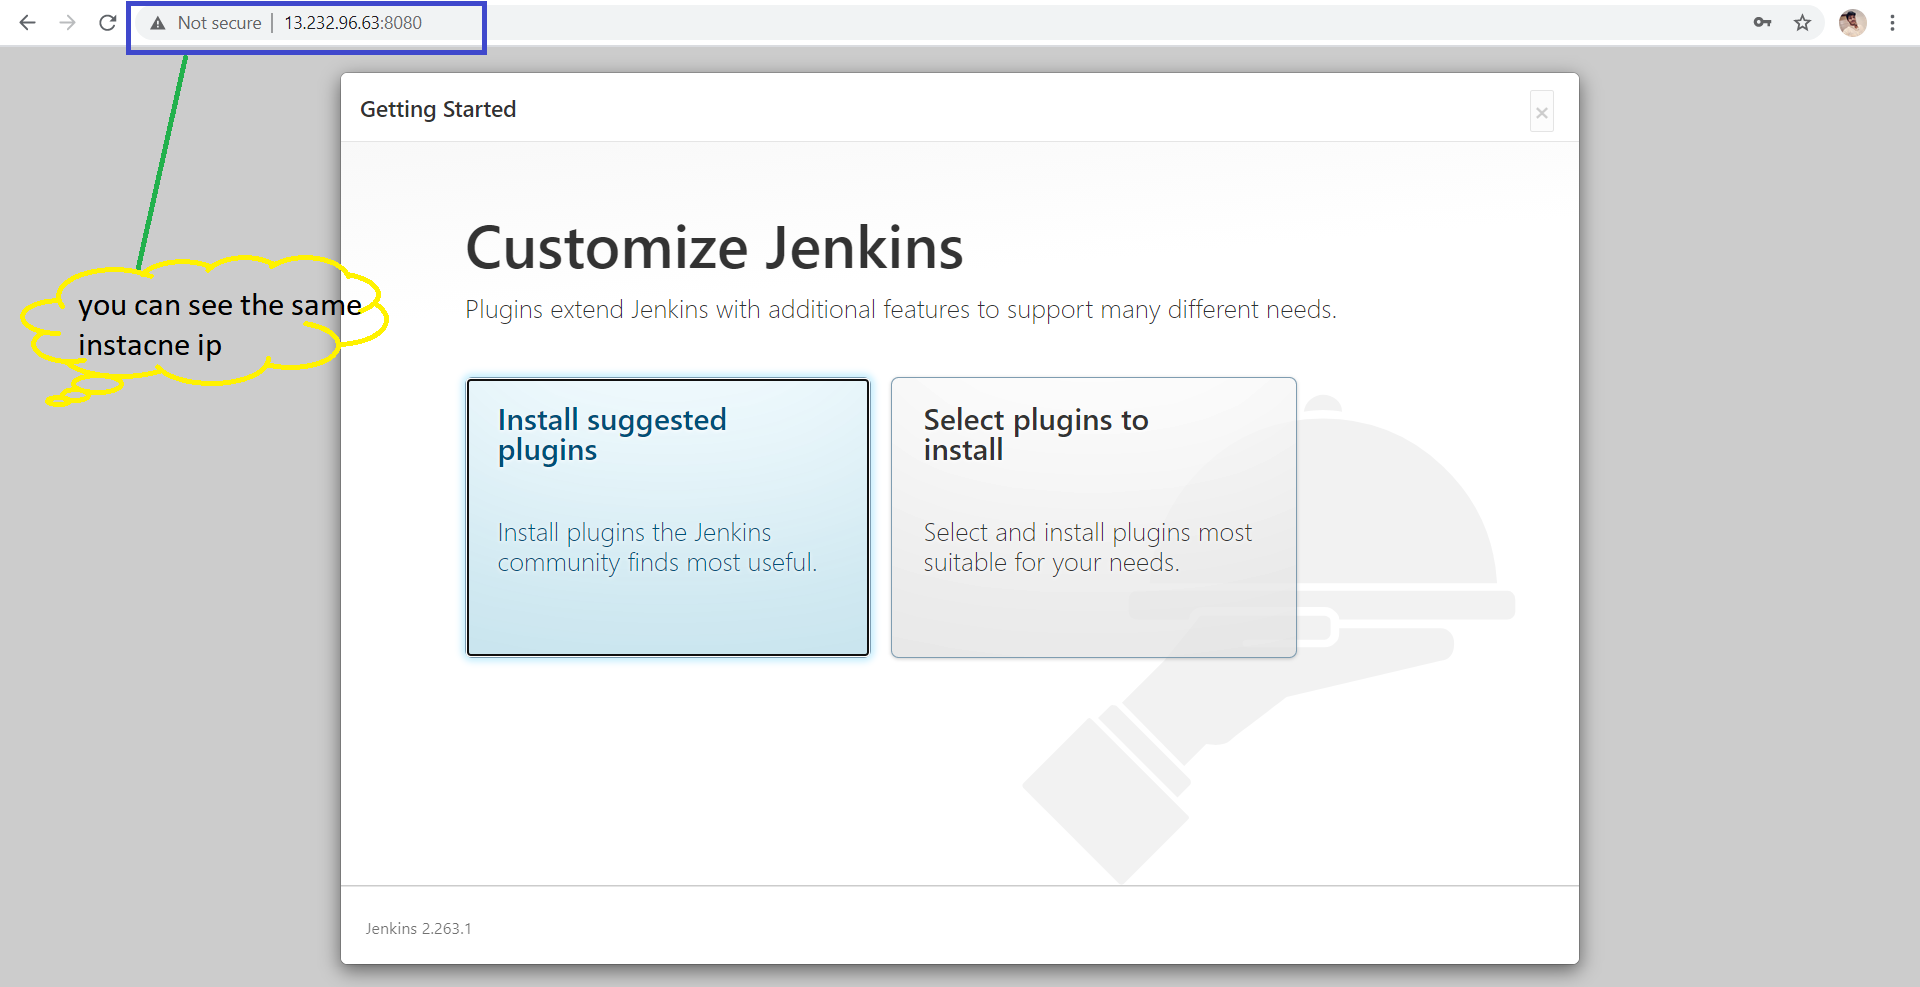 Not secure | 13.232.96.63:8080
Getting Started
×
Customize Jenkins
Plugins extend Jenkins with additional features to support many different needs.
you can see the same
instacne ip
Install suggested
plugins
Install plugins the Jenkins
community finds most useful.
Select plugins to
install
Select and install plugins most
suitable for your needs.
Jenkins 2.263.1